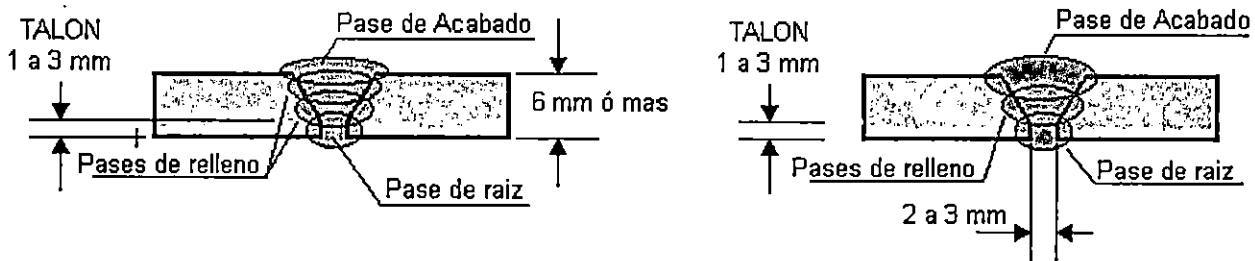 TALON
1 a 3 mm
Pase de Acabado
6 mm ó mas
Pases de relleno
Pase de raiz
TALON
1 a 3 mm
Pase de Acabado
Pases de relleno
Pase de raiz
2 a 3 mm